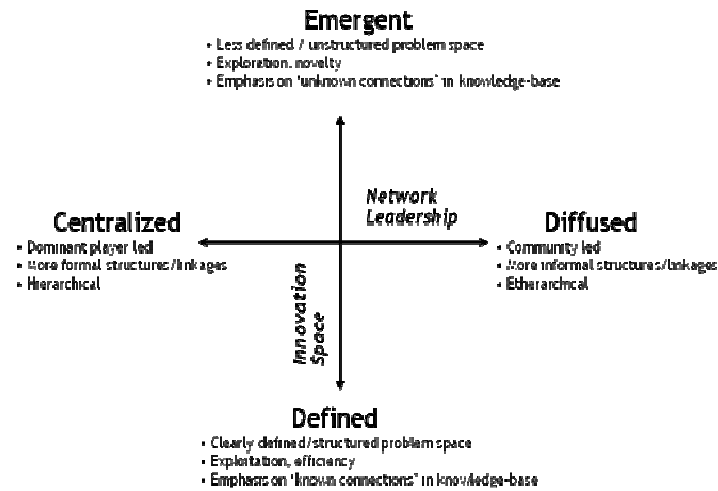 Emergent
• Less defined / unstructured problem space
• Exploration, novelty
• Emphasis on 'unknown connections' in knowledge-base
Network
Leadership
Centralized
• Dominant player led
• More formal structures/linkages
• Hierarchical
Diffused
• Community led
• More informal structures/linkages
• Etherarchical
Innovation
Space
Defined
• Clearly defined/structured problem space
• Exploitation, efficiency
• Emphasis on 'known connections' in knowledge-base